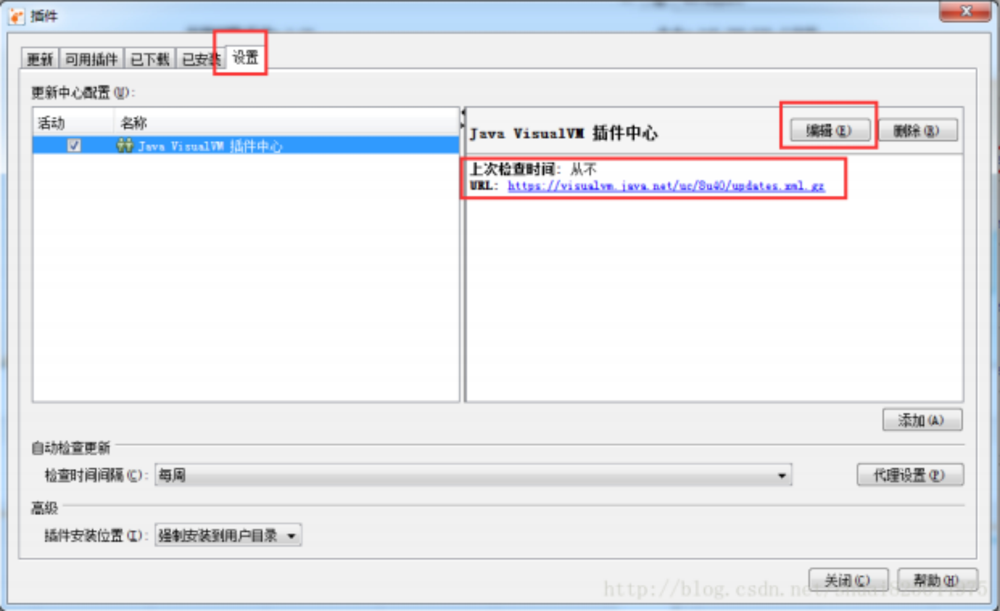 插件
更新 可用插件 已下载 已安装 设置
更新中心配置(U):
活动 名称
Java VisualVM 插件中心
Java VisualVM 插件中心 编辑(E) 删除(R)
上次检查时间: 从不
URL: https://visualvm.java.net/uc/8u40/updates.xml.gz
添加(A)
自动检查更新
检查时间间隔(C): 每周 代理设置(P)
高级
插件安装位置(I): 强制安装到用户目录
关闭(C) 帮助(H)
http://blog.csdn.net/